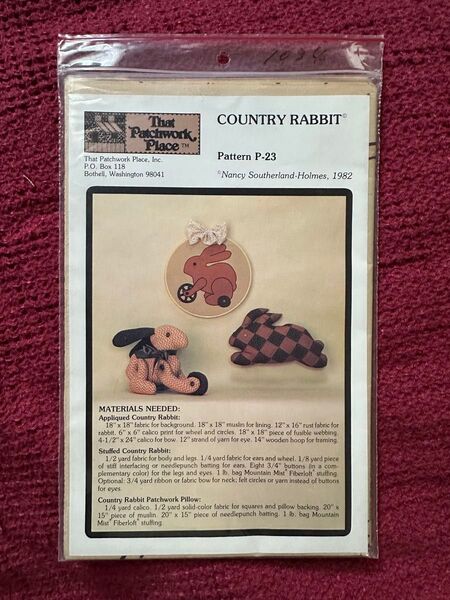 1984
That
Patchwork
Place™
COUNTRY RABBIT©
That Patchwork Place, Inc.
P.O. Box 118
Bothell, Washington 98041
Pattern P-23
©Nancy Southerland-Holmes, 1982
MATERIALS NEEDED:
Appliqued Country Rabbit:
18" x 18" fabric for background. 18" x 18" muslin for lining. 12" x 16" rust fabric for
rabbit. 6" x 6" calico print for wheel and circles. 18" x 18" piece of fusible webbing.
4-1/2" x 24" calico for bow. 12" strand of yarn for eye. 14" wooden hoop for framing.
Stuffed Country Rabbit:
1/2 yard fabric for body and legs. 1/4 yard fabric for ears and wheel. 1/8 yard piece
of stiff interfacing or needlepunch batting for ears. Eight 3/4" buttons (in a com-
plementary color) for the legs and eyes. 1 lb. bag Mountain Mist® Fiberloft® stuffing.
Optional: 3/4 yard ribbon or fabric bow for neck; felt circles or yarn instead of buttons
for eyes.
Country Rabbit Patchwork Pillow:
1/4 yard calico. 1/2 yard solid-color fabric for squares and pillow backing. 20" x
15" piece of muslin. 20" x 15" piece of needlepunch batting. 1 lb. bag Mountain
Mist® Fiberloft® stuffing.